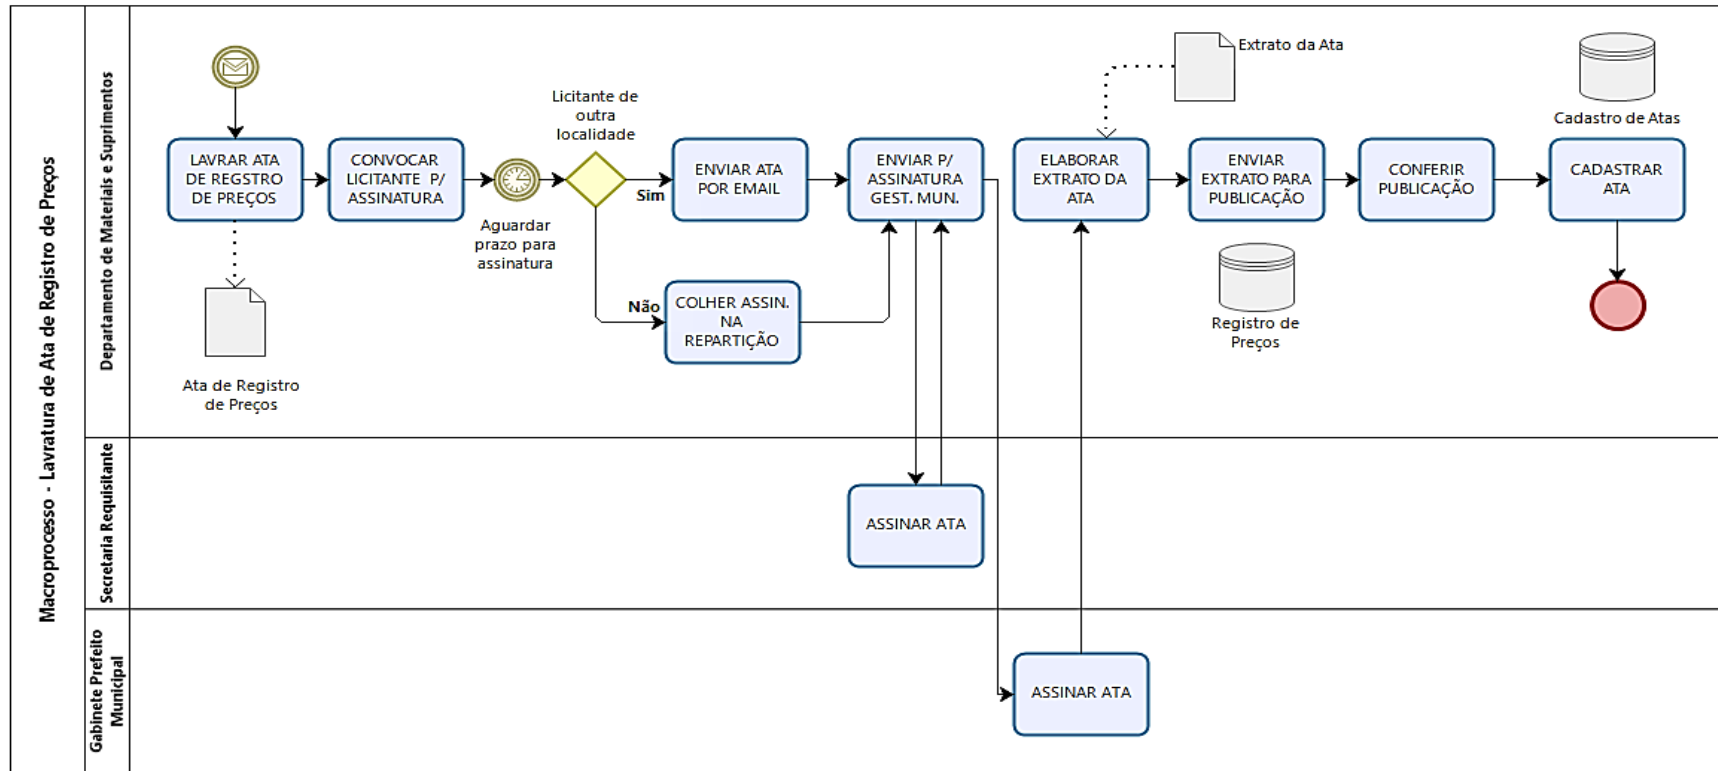 Macroprocesso - Lavratura de Ata de Registro de Preços
Departamento de Materiais e Suprimentos
LAVRAR ATA
DE REGSTRO
DE PREÇOS
Ata de Registro
de Preços
CONVOCAR
LICITANTE P/
ASSINATURA
Aguardar
prazo para
assinatura
Licitante de
outra
localidade
Sim
Não
ENVIAR ATA
POR EMAIL
COLHER ASSIN.
NA
REPARTIÇÃO
ENVIAR P/
ASSINATURA
GEST. MUN.
ELABORAR
EXTRATO DA
ATA
Extrato da Ata
ENVIAR
EXTRATO PARA
PUBLICAÇÃO
Registro de
Preços
CONFERIR
PUBLICAÇÃO
Cadastro de Atas
CADASTRAR
ATA
Secretaria Requisitante
ASSINAR ATA
Gabinete Prefeito
Municipal
ASSINAR ATA